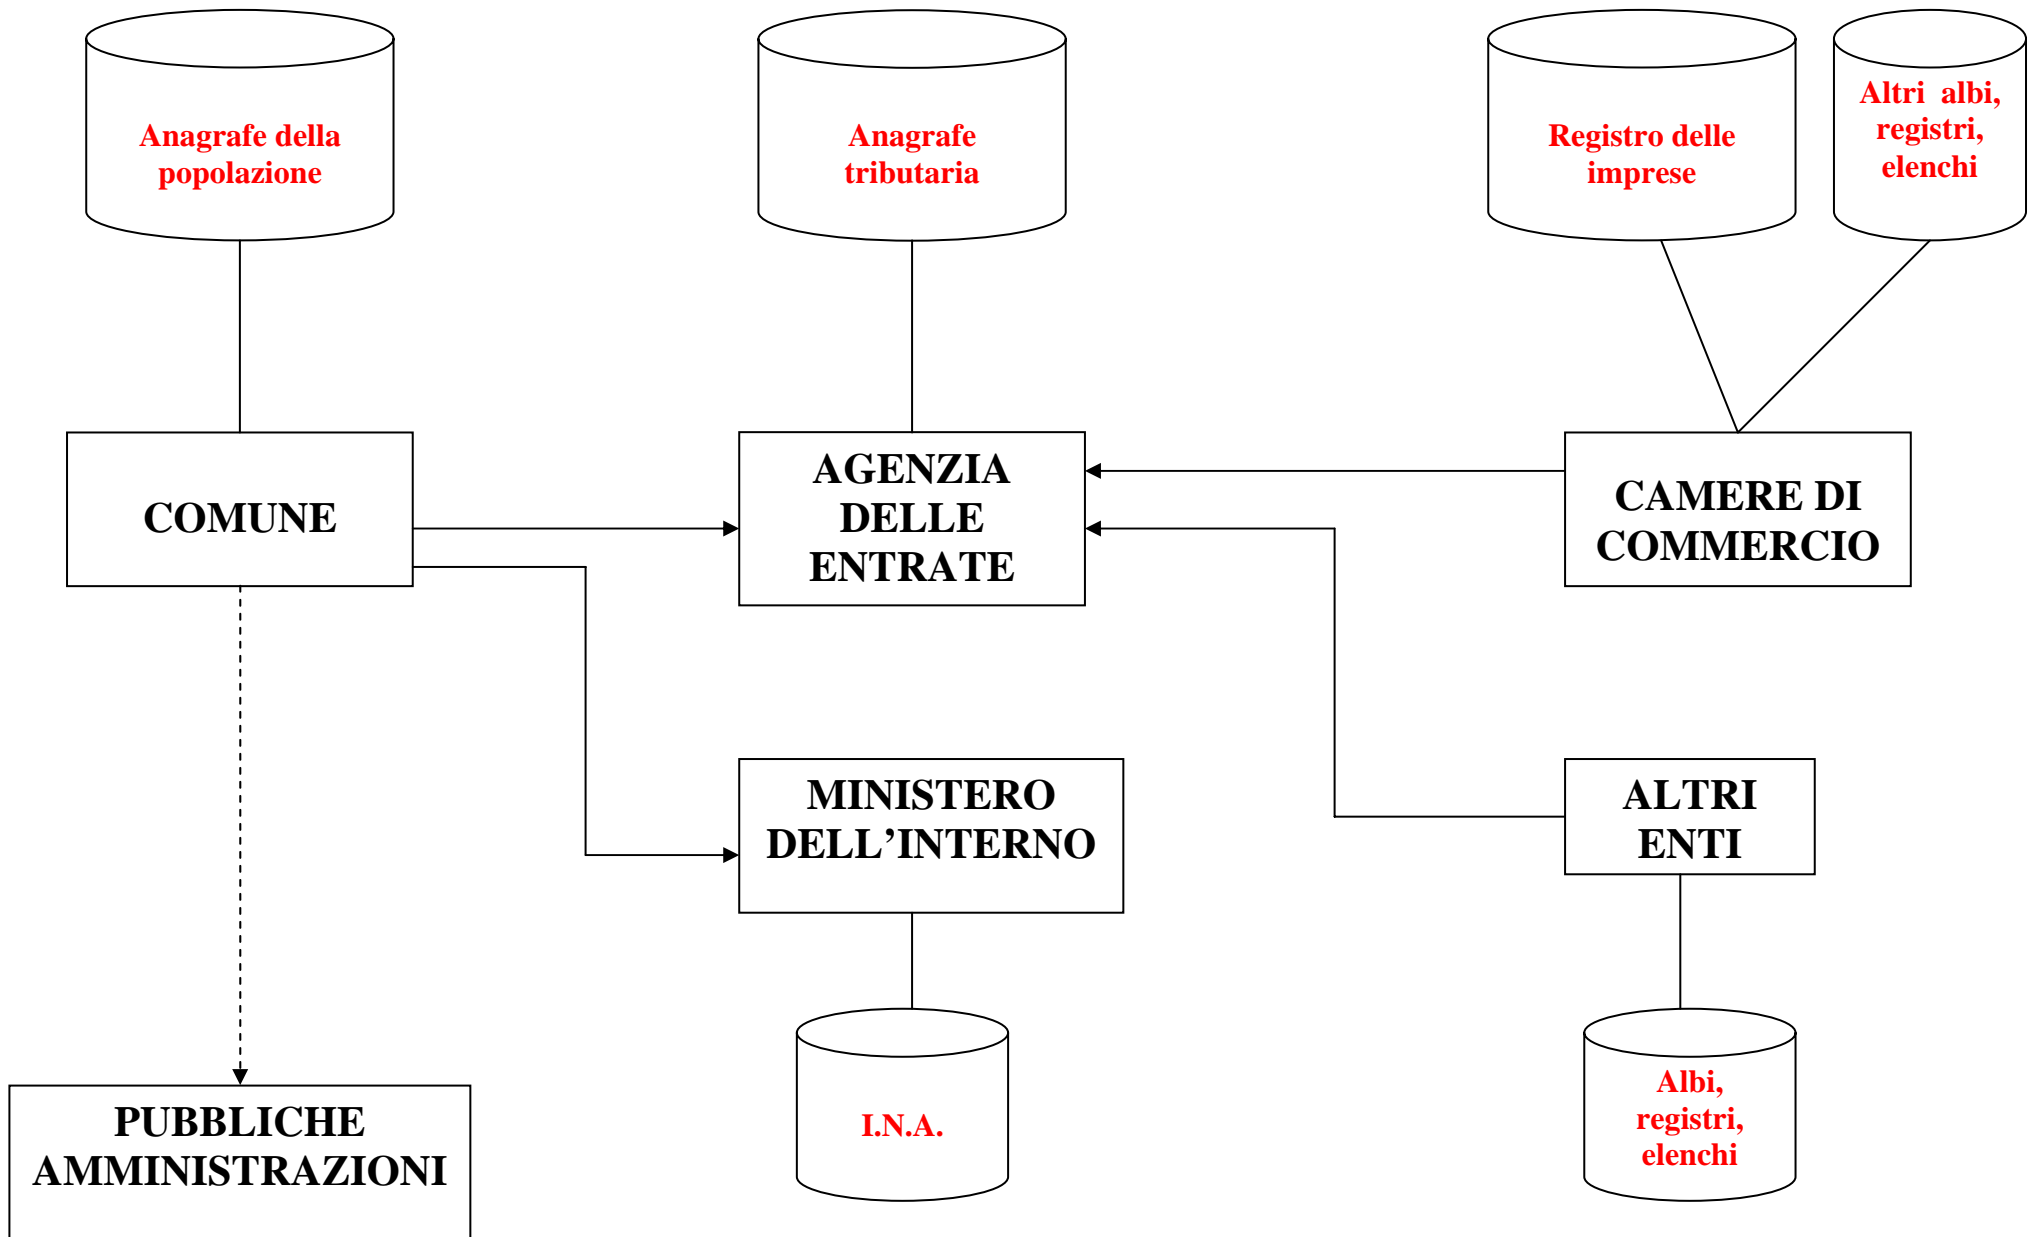 Anagrafe della
popolazione
Anagrafe
tributaria
Registro delle
imprese
Altri albi,
registri,
elenchi
COMUNE
AGENZIA
DELLE
ENTRATE
CAMERE DI
COMMERCIO
MINISTERO
DELL’INTERNO
ALTRI
ENTI
PUBBLICHE
AMMINISTRAZIONI
I.N.A.
Albi,
registri,
elenchi